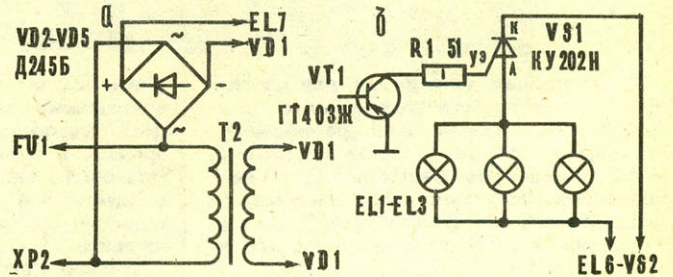 а
EL7
VD2-VD5
Д245Б
~
VD1
+
-
~
FU1
T2
VD1
XP2
VD1
б
R1 51
уэ
К
А
VS1
КУ202Н
VT1
ГТ403Ж
EL1-EL3
EL6-VS2